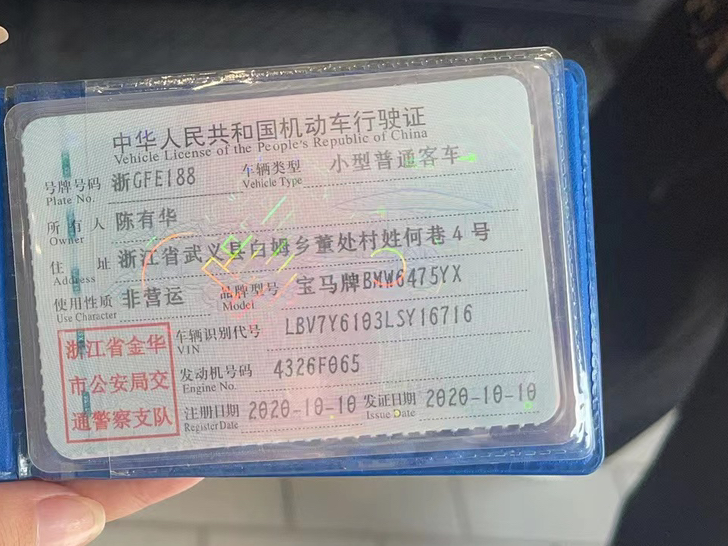 中华人民共和国机动车行驶证
Vehicle License of the People's Republic of China
号牌号码 浙GFE188 车辆类型 小型普通客车
Plate No. Vehicle Type
所有人 陈有华
Owner
住址 浙江省武义县白姆乡董处村姓何巷4号
Address
使用性质 非营运 品牌型号 宝马牌BMW6475YX
Use Character Model
车辆识别代号 LBV7Y6103LSY16716
VIN
发动机号码 4326F065
Engine No.
注册日期 2020-10-10 发证日期 2020-10-10
Register Date Issue Date
浙江省金华
市公安局交
通警察支队